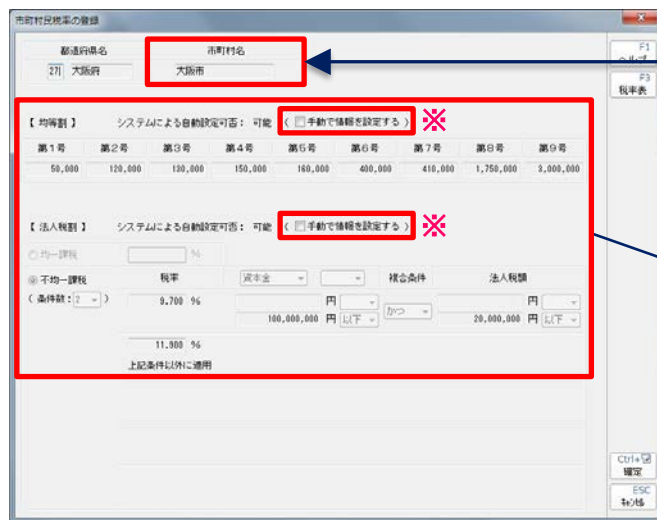 市町村民税率の登録
都道府県名 市町村名
27 大阪府 大阪市
F1
ヘルプ
F3
税率表
【 均等割 】 システムによる自動設定可否: 可能 ( 手動で情報を設定する ) ※
第1号 第2号 第3号 第4号 第5号 第6号 第7号 第8号 第9号
50,000 120,000 130,000 150,000 160,000 400,000 410,000 1,750,000 3,000,000
【 法人税割 】 システムによる自動設定可否: 可能 ( 手動で情報を設定する ) ※
均一課税 %
不均一課税 税率 資本金 複合条件 法人税額
( 条件数: 2 ) 9.700 % 円 かつ 円
100,000,000 円 以下 20,000,000 円 以下
11.900 %
上記条件以外に適用
Ctrl+
確定
ESC
キャンセル